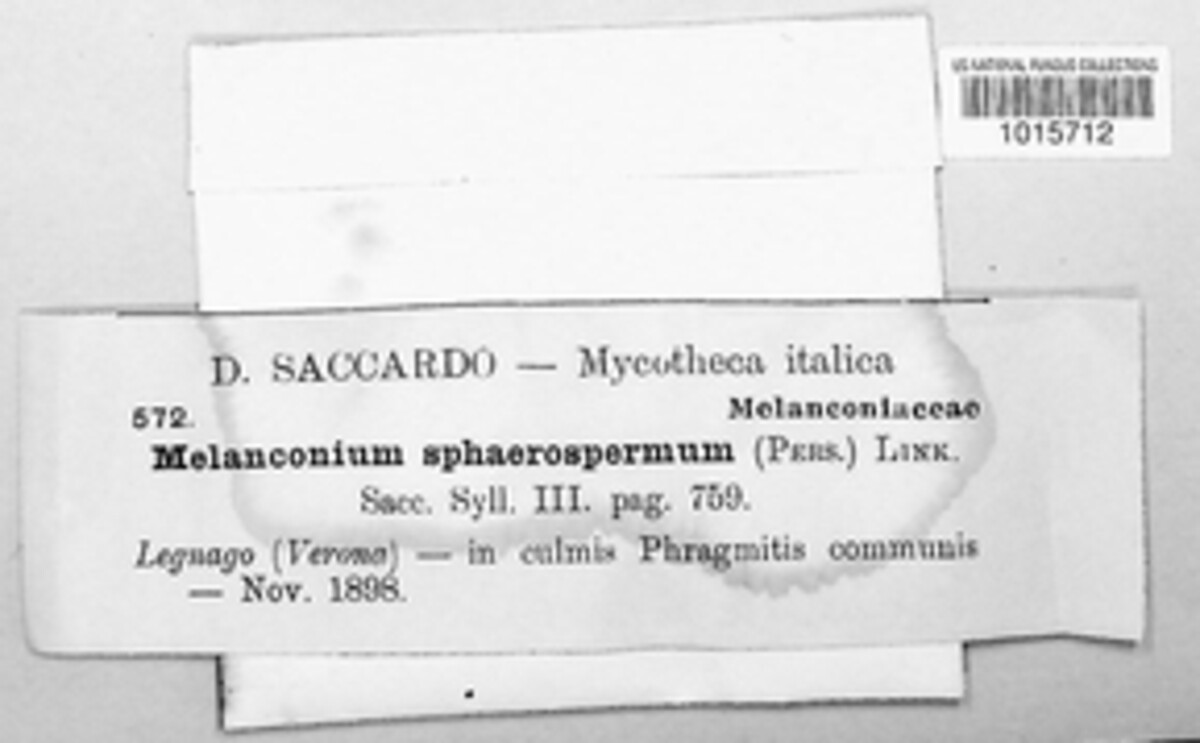 US NATIONAL FUNGUS COLLECTIONS
1015712
D. SACCARDO — Mycotheca italica
572.
Melanconiaceae
Melanconium sphaerospermum (PERS.) LINK.
Sacc. Syll. III. pag. 759.
Legnago (Verona) — in culmis Phragmitis communis
— Nov. 1898.